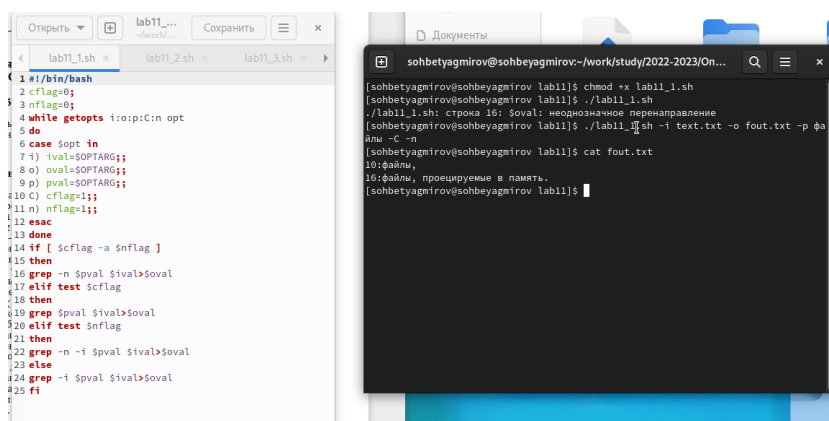 Открыть
lab11_...
~/work/...
Сохранить
lab11_1.sh
lab11_2.sh
lab11_3.sh
1 #!/bin/bash
2 cflag=0;
3 nflag=0;
4 while getopts i:o:p:C:n opt
5 do
6 case $opt in
7 i) ival=$OPTARG;;
8 o) oval=$OPTARG;;
9 p) pval=$OPTARG;;
10 C) cflag=1;;
11 n) nflag=1;;
12 esac
13 done
14 if [ $cflag -a $nflag ]
15 then
16 grep -n $pval $ival>$oval
17 elif test $cflag
18 then
19 grep $pval $ival>$oval
20 elif test $nflag
21 then
22 grep -n -i $pval $ival>$oval
23 else
24 grep -i $pval $ival>$oval
25 fi
Документы
sohbetyagmirov@sohbeyagmirov:~/work/study/2022-2023/Оп...
[sohbetyagmirov@sohbeyagmirov lab11]$ chmod +x lab11_1.sh
[sohbetyagmirov@sohbeyagmirov lab11]$ ./lab11_1.sh
./lab11_1.sh: строка 16: $oval: неоднозначное перенаправление
[sohbetyagmirov@sohbeyagmirov lab11]$ ./lab11_1.sh -i text.txt -o fout.txt -p фа
йлы -C -n
[sohbetyagmirov@sohbeyagmirov lab11]$ cat fout.txt
10:файлы,
16:файлы, проецируемые в память.
[sohbetyagmirov@sohbeyagmirov lab11]$